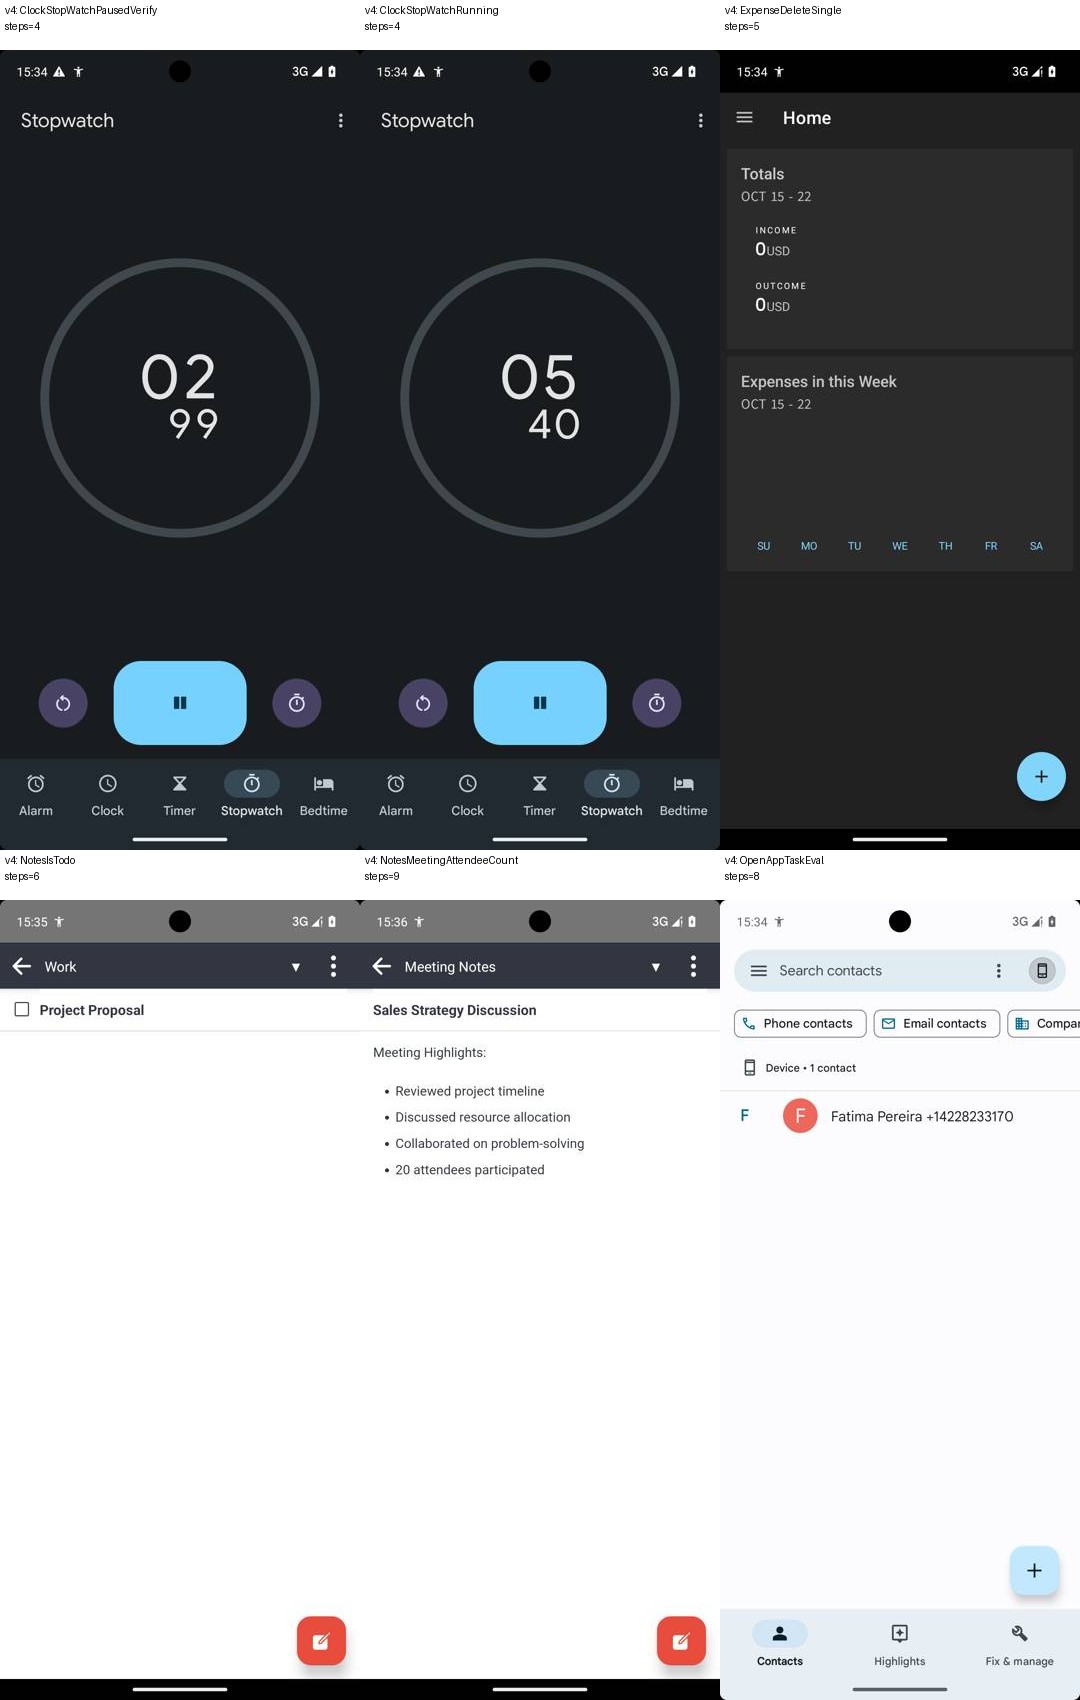 v4: ClockStopWatchPausedVerify
steps=4
15:34
3G
Stopwatch
02
99
Alarm
Clock
Timer
Stopwatch
Bedtime
v4: ClockStopWatchRunning
steps=4
15:34
3G
Stopwatch
05
40
Alarm
Clock
Timer
Stopwatch
Bedtime
v4: ExpenseDeleteSingle
steps=5
15:34
3G
Home
Totals
OCT 15 - 22
INCOME
0 USD
OUTCOME
0 USD
Expenses in this Week
OCT 15 - 22
SU MO TU WE TH FR SA
+
v4: NotesIsTodo
steps=6
15:35
3G
Work
Project Proposal
v4: NotesMeetingAttendeeCount
steps=9
15:36
3G
Meeting Notes
Sales Strategy Discussion
Meeting Highlights:
• Reviewed project timeline
• Discussed resource allocation
• Collaborated on problem-solving
• 20 attendees participated
v4: OpenAppTaskEval
steps=8
15:34
3G
Search contacts
Phone contacts
Email contacts
Compar
Device • 1 contact
F
F
Fatima Pereira +14228233170
+
Contacts
Highlights
Fix & manage